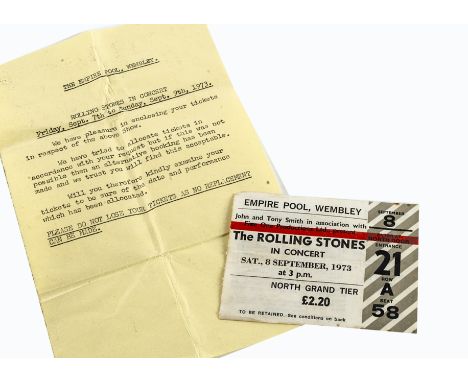 THE EMPIRE POOL, WEMBLEY.
ROLLING STONES IN CONCERT
Friday, Sept. 7th to Sunday, Sept. 9th, 1973.
We have pleasure in enclosing your tickets
in respect of the above show.
We have tried to allocate tickets in
accordance with your request but if this was not
possible then an alternative booking has been
made and we trust you will find this acceptable.
Will you therefore kindly examine your
tickets to be sure of the date and performance
which has been allocated.
PLEASE DO NOT LOSE YOUR TICKETS AS NO REPLACEMENT
CAN BE MADE.
EMPIRE POOL, WEMBLEY
John and Tony Smith in association with
The ROLLING STONES
IN CONCERT
SAT., 8 SEPTEMBER, 1973
at 3 p.m.
NORTH GRAND TIER
£2.20
TO BE RETAINED. See conditions on back
SEPTEMBER
8
NORTH DOOR
ENTRANCE
21
ROW
A
SEAT
58